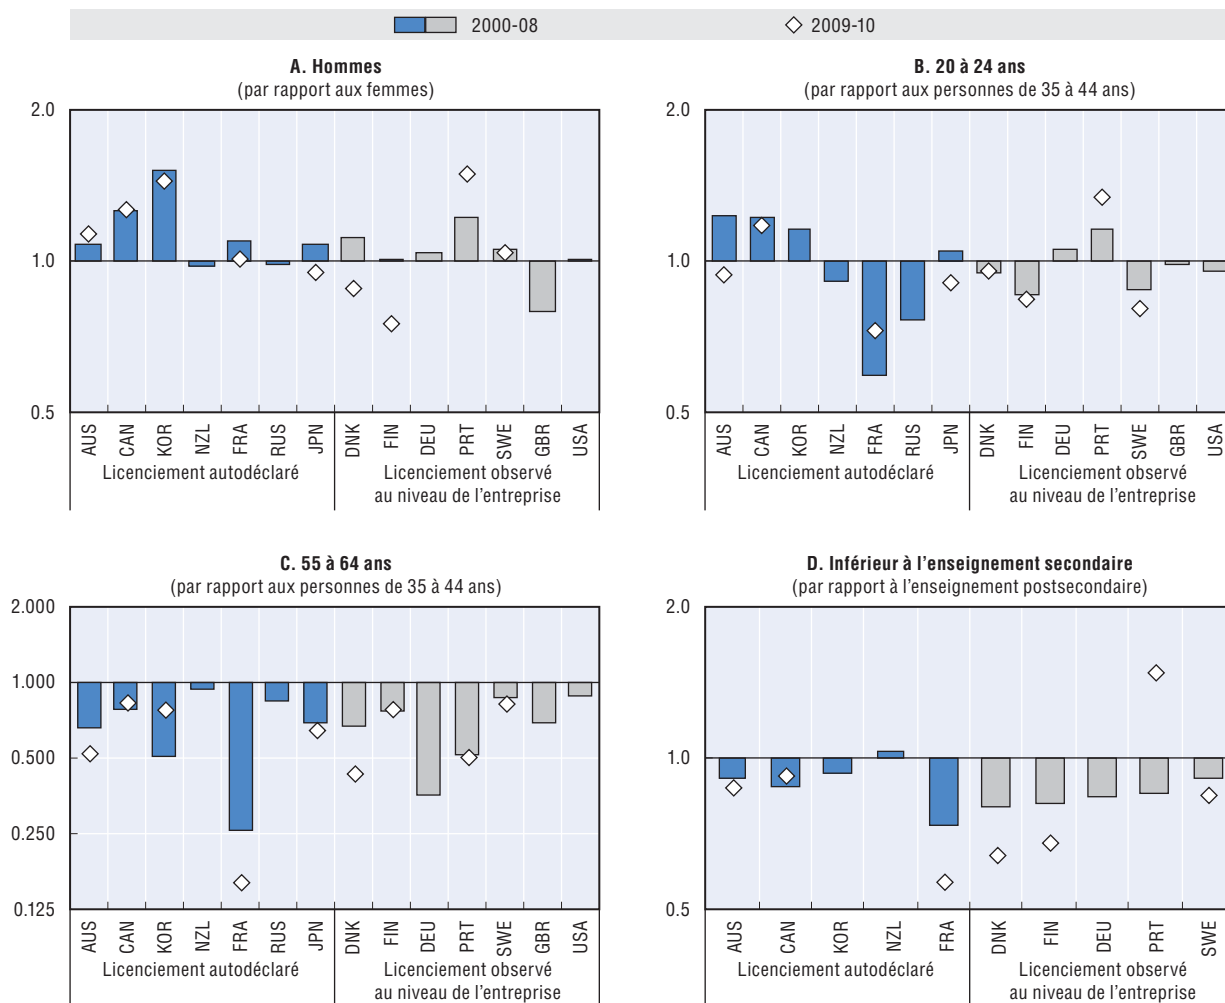 2000-08
2009-10
A. Hommes
(par rapport aux femmes)
2.0
1.0
0.5
AUS
CAN
KOR
NZL
FRA
RUS
JPN
DNK
FIN
DEU
PRT
SWE
GBR
USA
Licenciement autodéclaré
Licenciement observé
au niveau de l'entreprise
B. 20 à 24 ans
(par rapport aux personnes de 35 à 44 ans)
2.0
1.0
0.5
AUS
CAN
KOR
NZL
FRA
RUS
JPN
DNK
FIN
DEU
PRT
SWE
GBR
USA
Licenciement autodéclaré
Licenciement observé
au niveau de l'entreprise
C. 55 à 64 ans
(par rapport aux personnes de 35 à 44 ans)
2.000
1.000
0.500
0.250
0.125
AUS
CAN
KOR
NZL
FRA
RUS
JPN
DNK
FIN
DEU
PRT
SWE
GBR
USA
Licenciement autodéclaré
Licenciement observé
au niveau de l'entreprise
D. Inférieur à l'enseignement secondaire
(par rapport à l'enseignement postsecondaire)
2.0
1.0
0.5
AUS
CAN
KOR
NZL
FRA
DNK
FIN
DEU
PRT
SWE
Licenciement autodéclaré
Licenciement observé
au niveau de l'entreprise